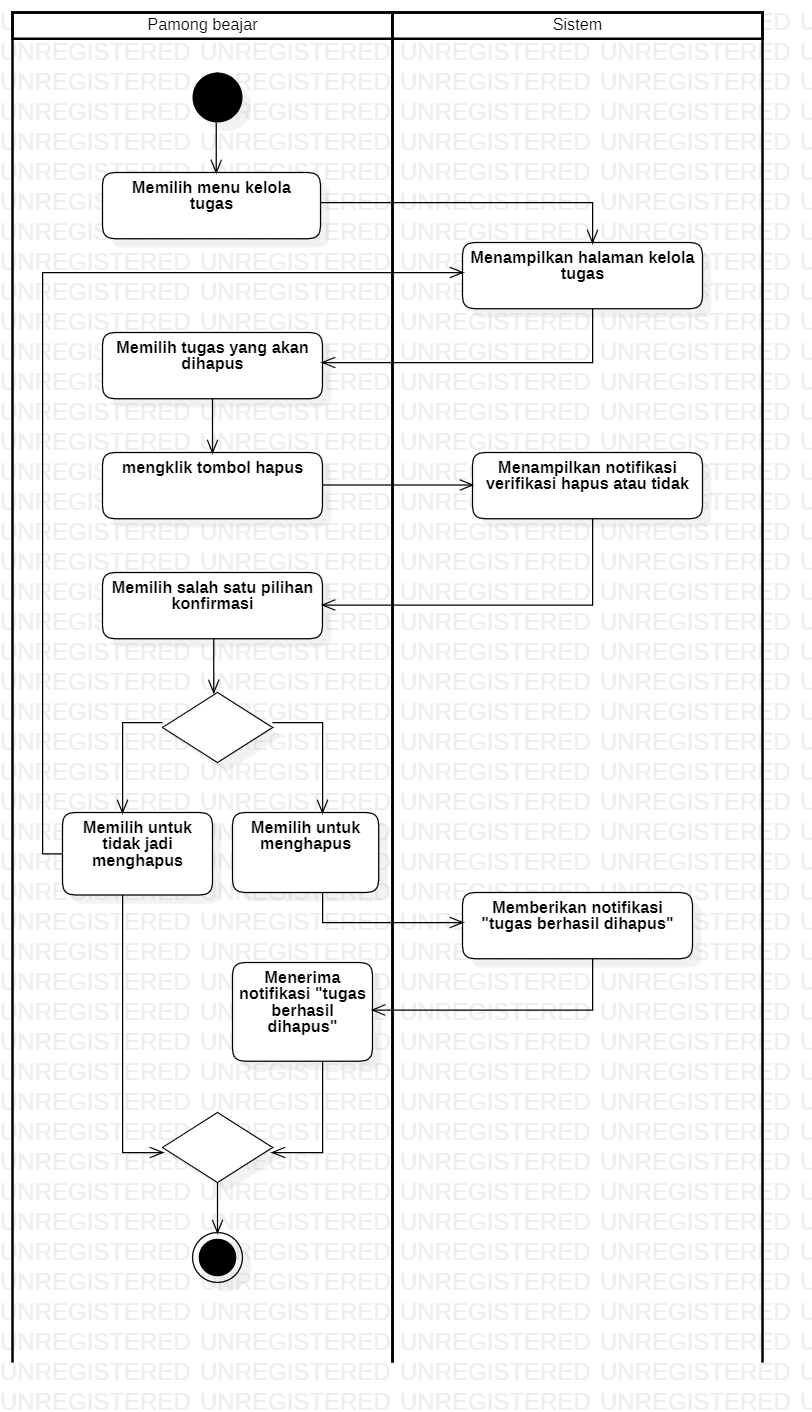 Pamong beajar
Sistem
Memilih menu kelola
tugas
Menampilkan halaman kelola
tugas
Memilih tugas yang akan
dihapus
mengklik tombol hapus
Menampilkan notifikasi
verifikasi hapus atau tidak
Memilih salah satu pilihan
konfirmasi
Memilih untuk
tidak jadi
menghapus
Memilih untuk
menghapus
Memberikan notifikasi
"tugas berhasil dihapus"
Menerima
notifikasi "tugas
berhasil
dihapus"
UNREGISTERED